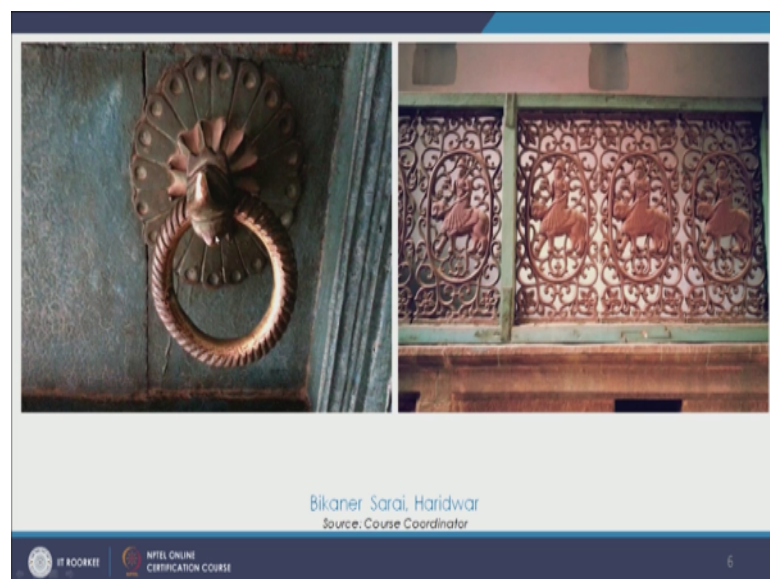 Bikaner Sarai, Haridwar
Source: Course Coordinator
IIT ROORKEE
NPTEL ONLINE
CERTIFICATION COURSE
6